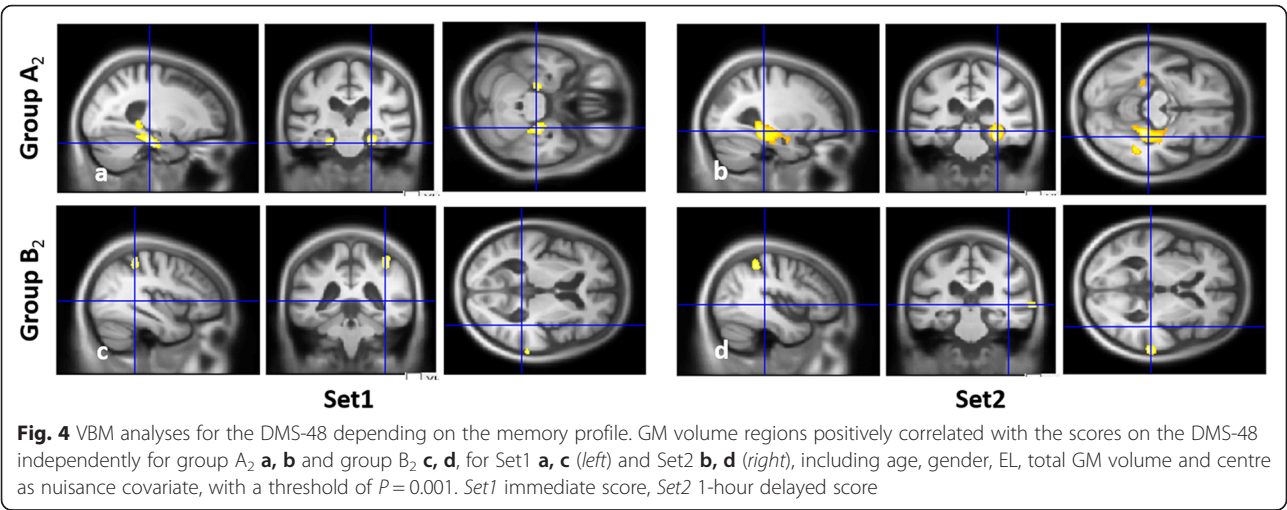 Group A2
a
b
Group B2
c
d
Set1
Set2
Fig. 4 VBM analyses for the DMS-48 depending on the memory profile. GM volume regions positively correlated with the scores on the DMS-48
independently for group A2 a, b and group B2 c, d, for Set1 a, c (left) and Set2 b, d (right), including age, gender, EL, total GM volume and centre
as nuisance covariate, with a threshold of P = 0.001. Set1 immediate score, Set2 1-hour delayed score